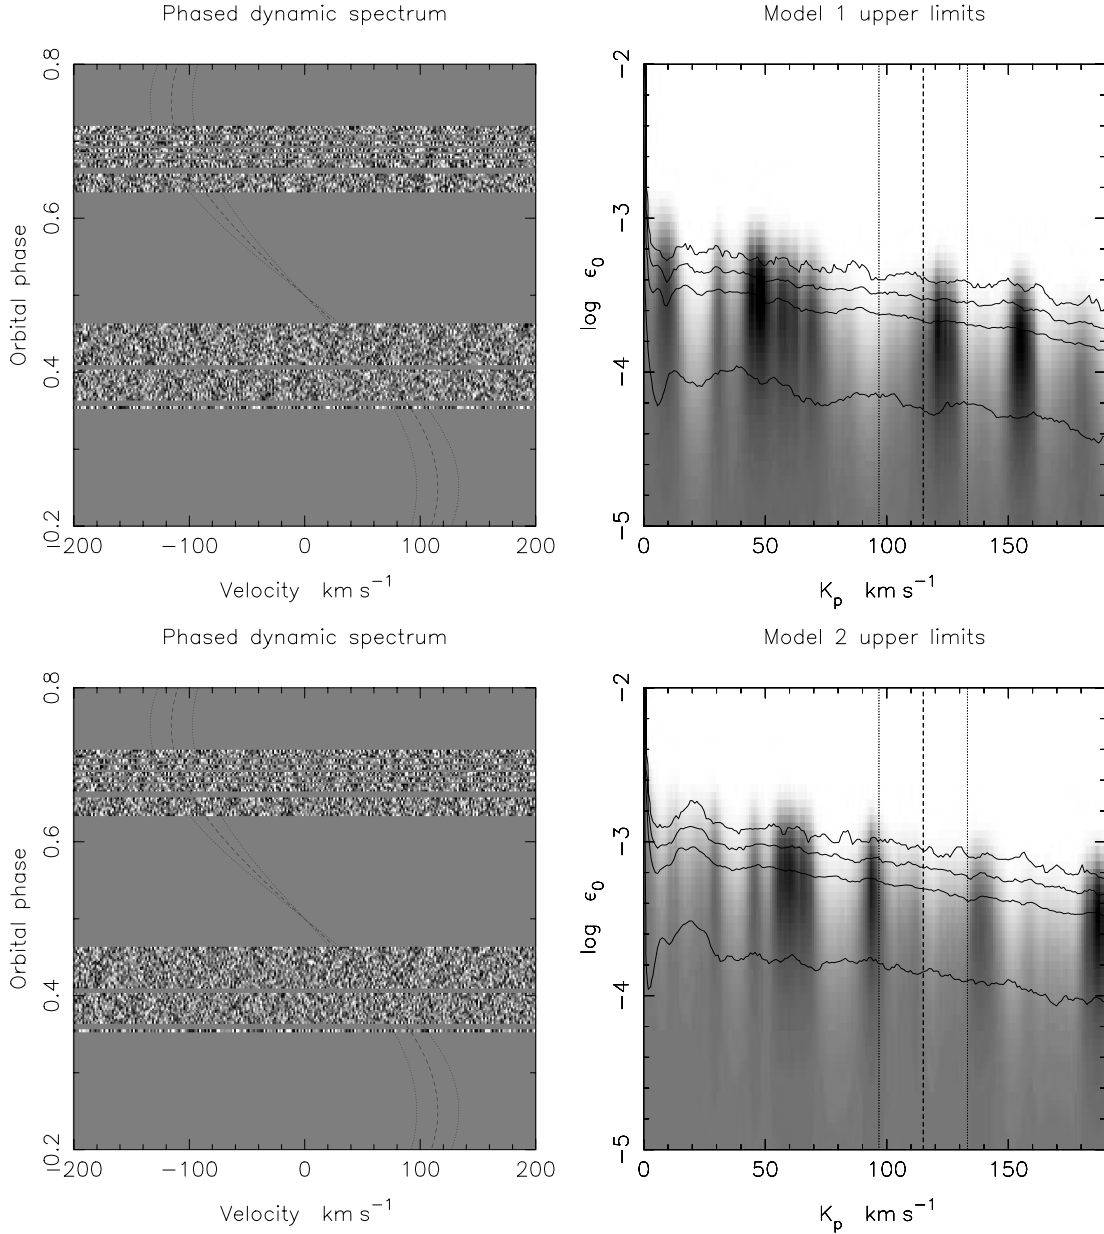 Phased dynamic spectrum
Model 1 upper limits
0.8
0.6
0.4
0.2
Orbital phase
−200
−100
0
100
200
Velocity km s⁻¹
−2
−3
−4
−5
log ϵ₀
0
50
100
150
Kₚ km s⁻¹
Phased dynamic spectrum
Model 2 upper limits
0.8
0.6
0.4
0.2
Orbital phase
−200
−100
0
100
200
Velocity km s⁻¹
−2
−3
−4
−5
log ϵ₀
0
50
100
150
Kₚ km s⁻¹